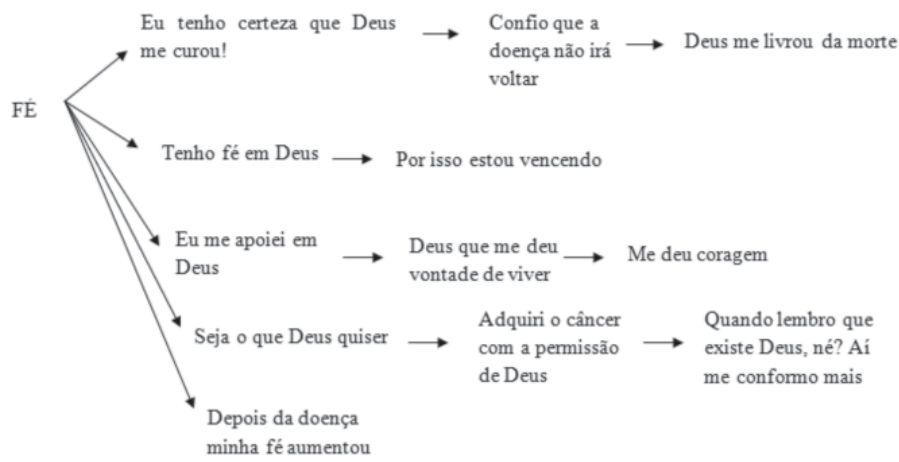 FÉ
Eu tenho certeza que Deus
me curou!
Confio que a
doença não irá
voltar
Deus me livrou da morte
Tenho fé em Deus
Por isso estou vencendo
Eu me apoiei em
Deus
Deus que me deu
vontade de viver
Me deu coragem
Seja o que Deus quiser
Adquiri o câncer
com a permissão
de Deus
Quando lembro que
existe Deus, né? Aí
me conformo mais
Depois da doença
minha fé aumentou